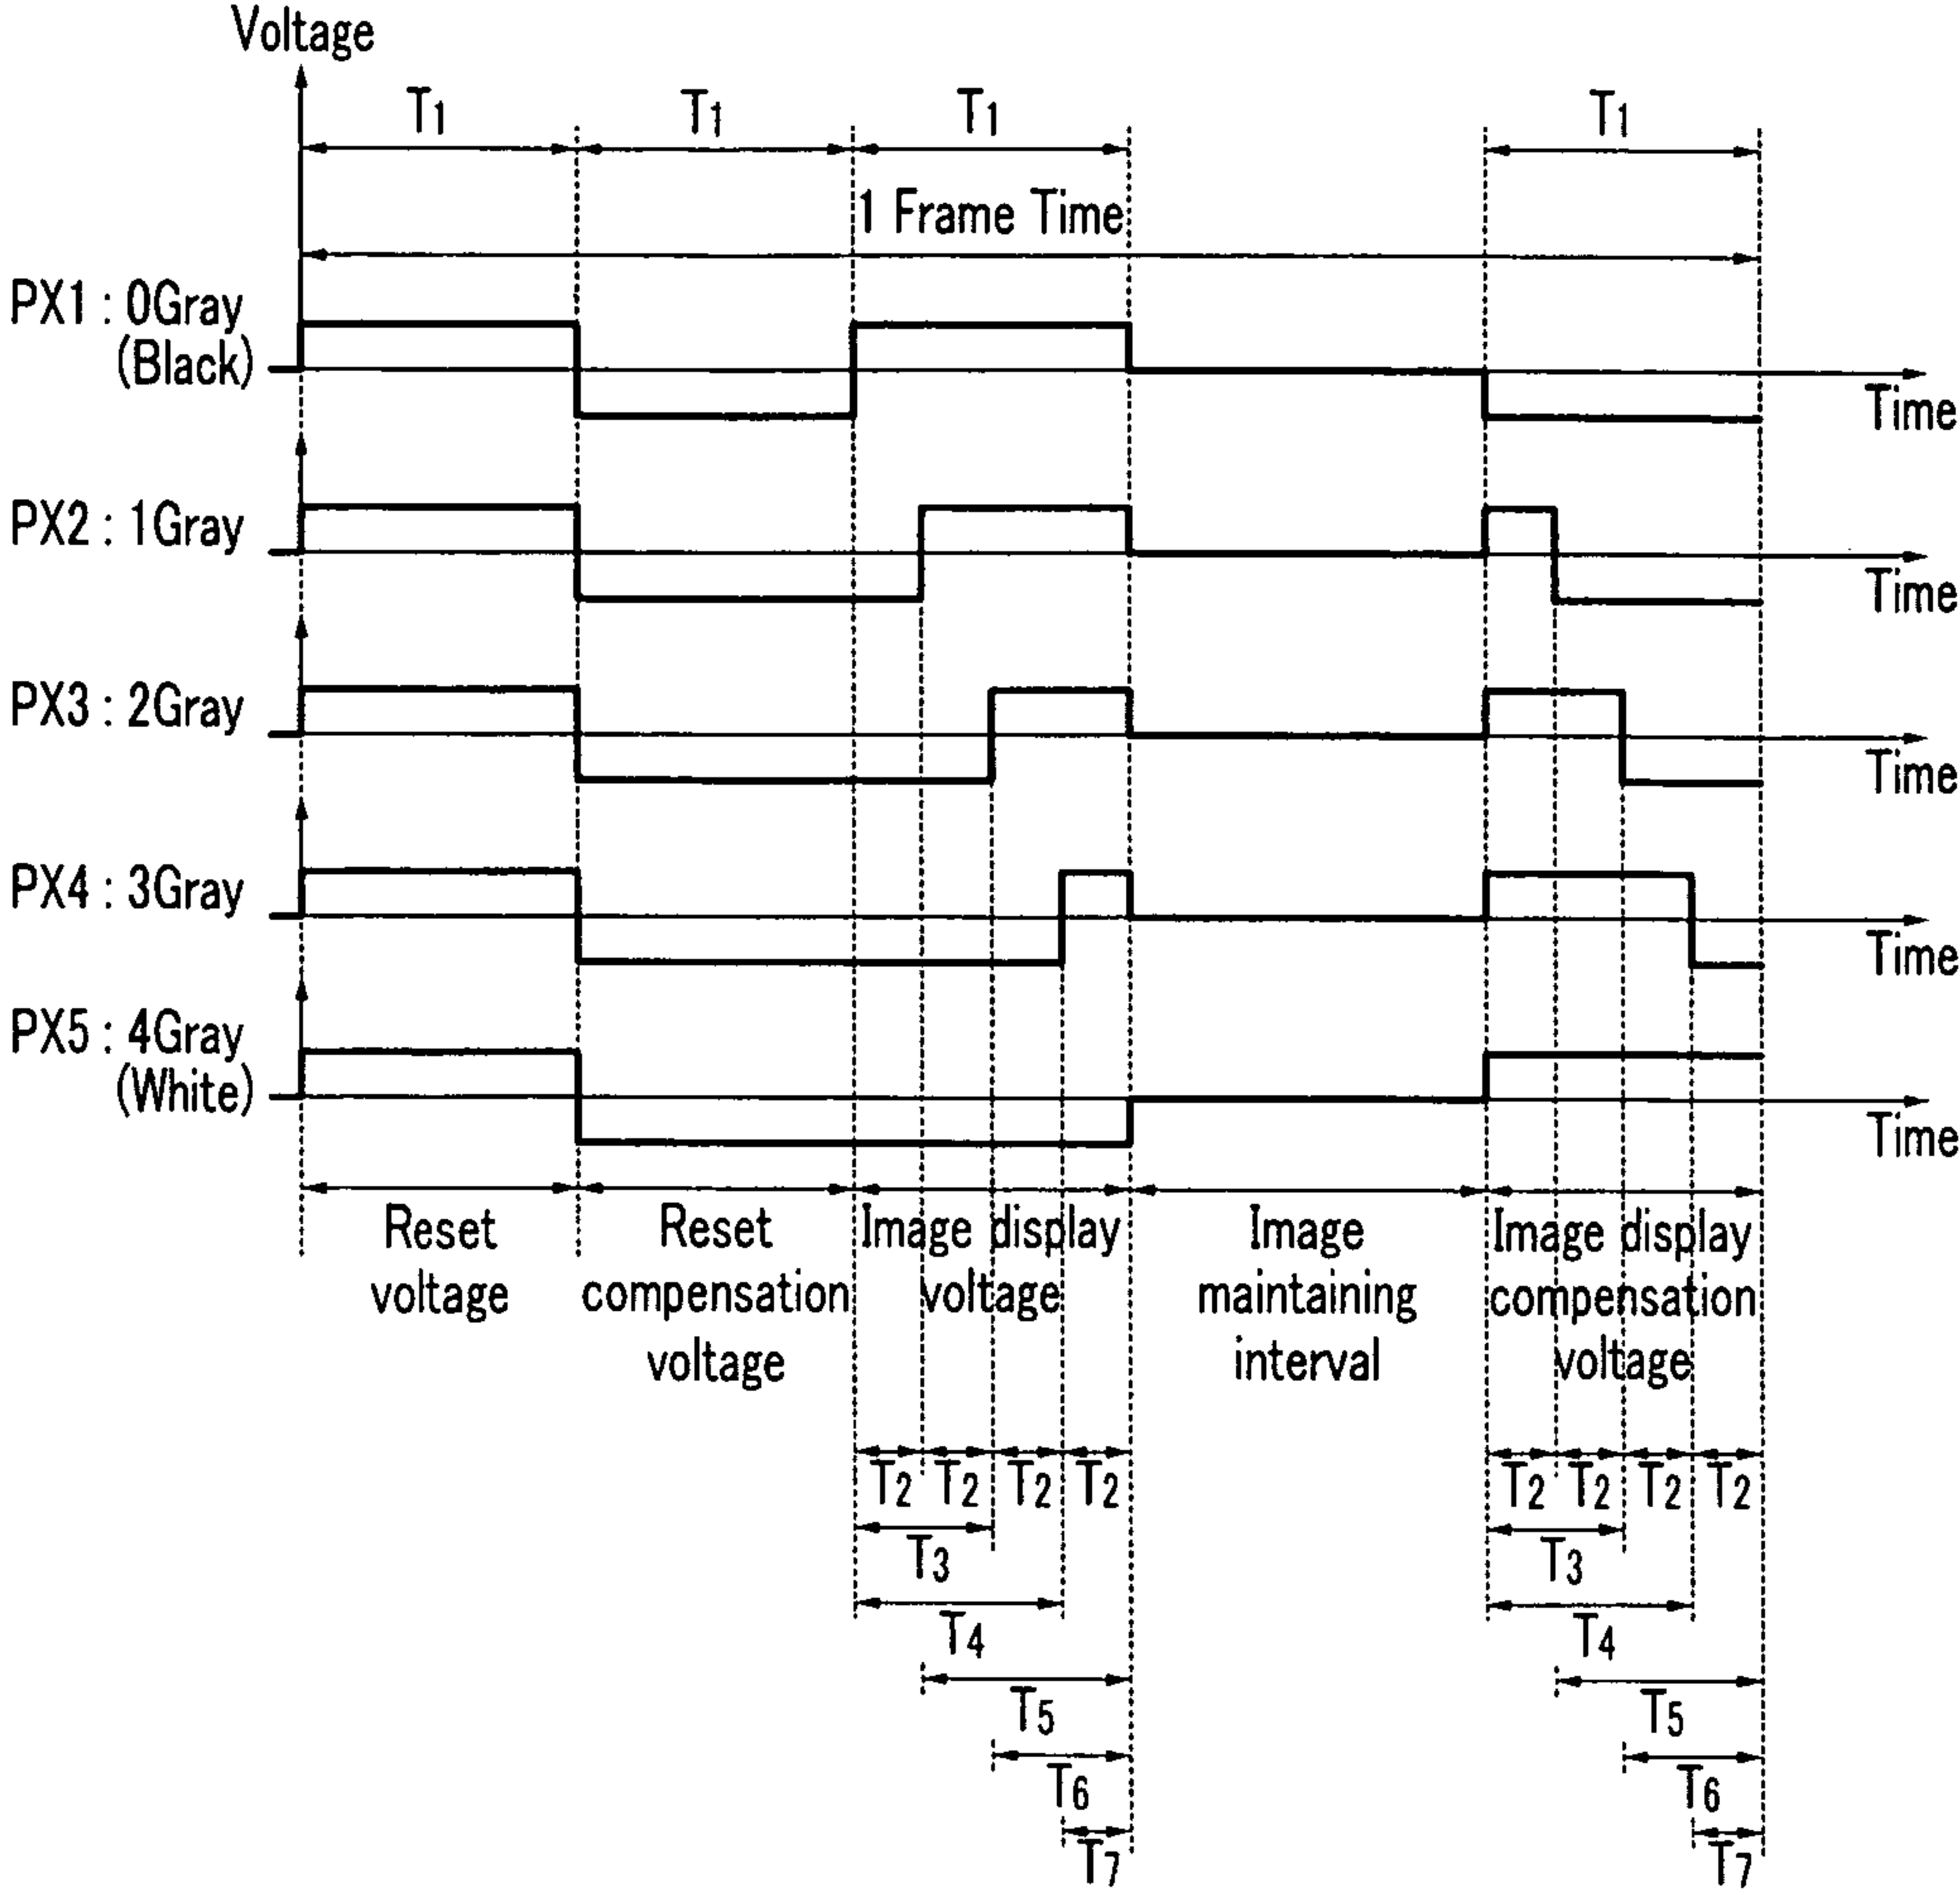 Voltage
T1 T1 T1 T1
1 Frame Time
PX1 : 0Gray
(Black)
Time
PX2 : 1Gray
Time
PX3 : 2Gray
Time
PX4 : 3Gray
Time
PX5 : 4Gray
(White)
Time
Reset
voltage
Reset
compensation
voltage
Image display
voltage
Image
maintaining
interval
Image display
compensation
voltage
T2 T2 T2 T2 T2 T2 T2 T2
T3 T3
T4 T4
T5 T5
T6 T6
T7 T7